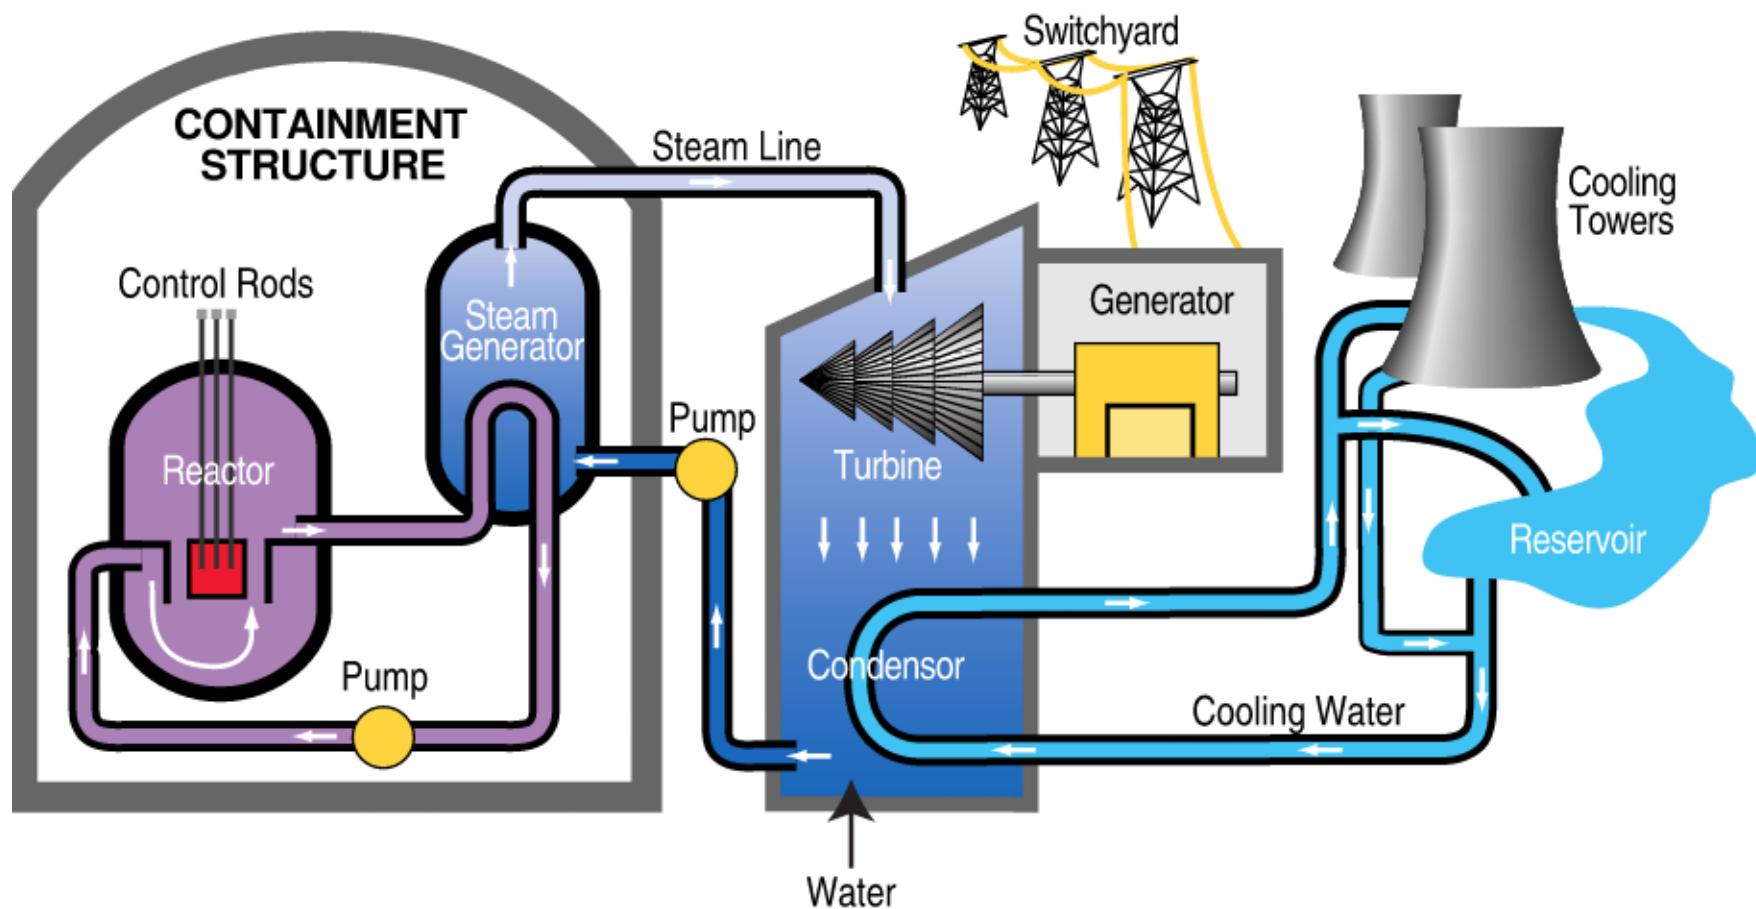 Switchyard
CONTAINMENT
STRUCTURE
Steam Line
Cooling
Towers
Control Rods
Steam
Generator
Generator
Pump
Turbine
Reactor
Reservoir
Condensor
Pump
Cooling Water
Water